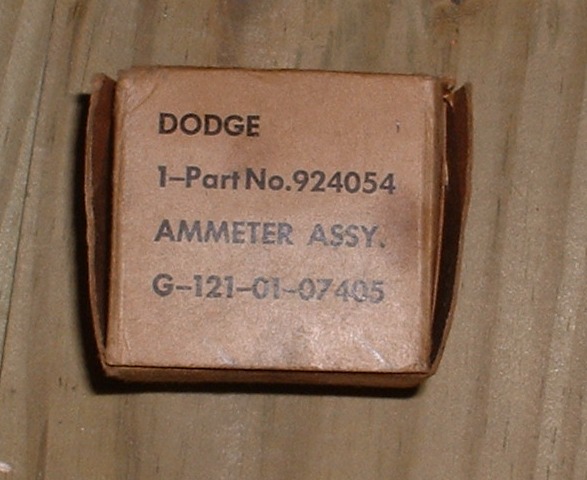 DODGE
1-Part No. 924054
AMMETER ASSY.
G-121-01-07405